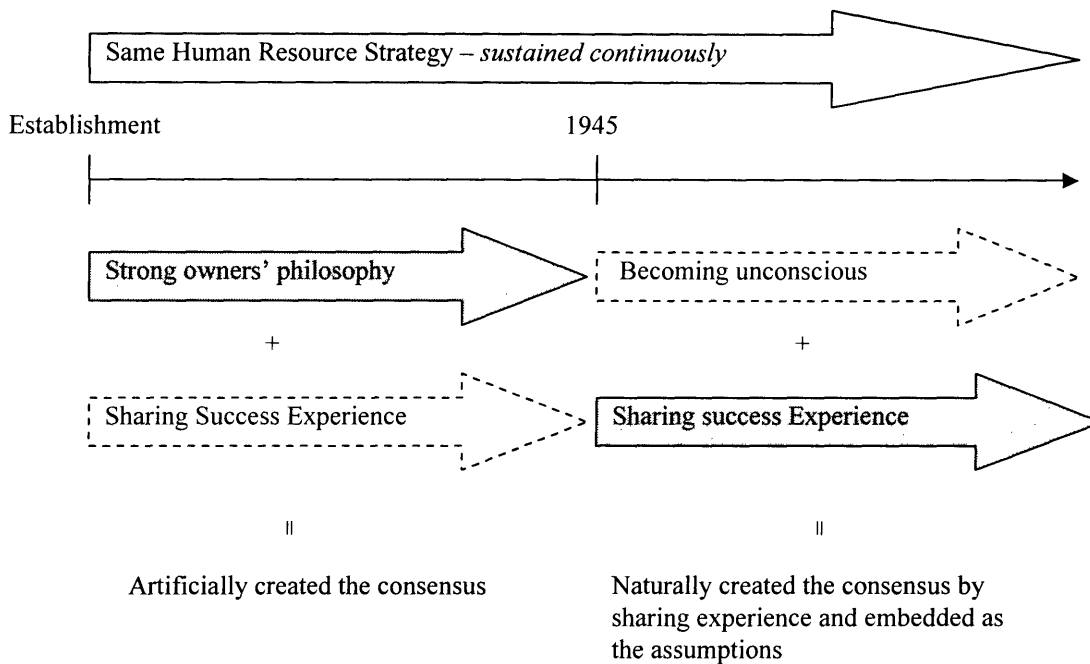 Same Human Resource Strategy – sustained continuously
Establishment 1945
Strong owners' philosophy Becoming unconscious
+ +
Sharing Success Experience Sharing success Experience
= =
Artificially created the consensus Naturally created the consensus by
sharing experience and embedded as
the assumptions